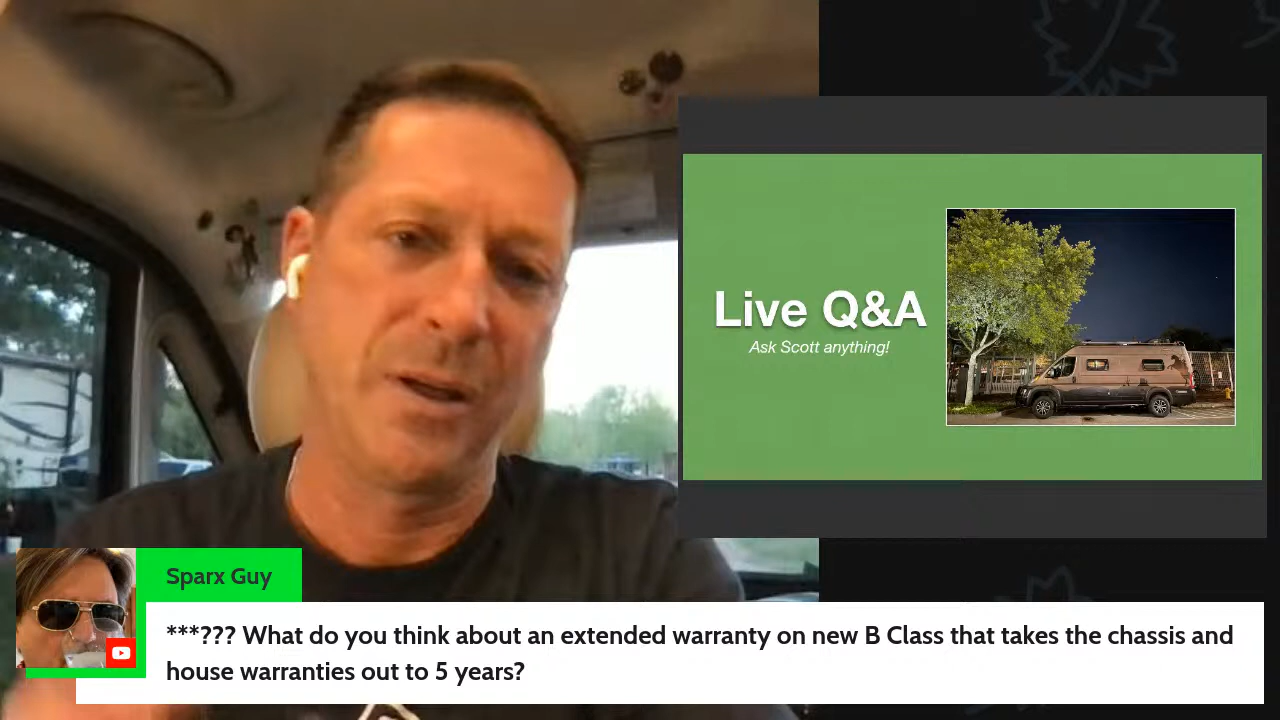 Live Q&A
Ask Scott anything!
Sparx Guy
***??? What do you think about an extended warranty on new B Class that takes the chassis and
house warranties out to 5 years?